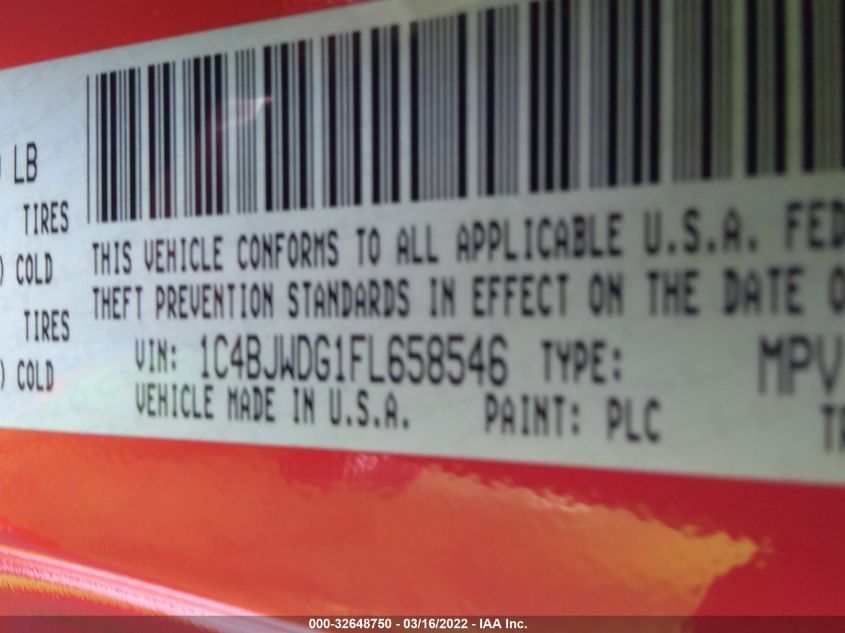 LB
TIRES
) COLD
TIRES
) COLD
THIS VEHICLE CONFORMS TO ALL APPLICABLE U.S.A. FED
THEFT PREVENTION STANDARDS IN EFFECT ON THE DATE O
VIN: 1C4BJWDG1FL658546 TYPE: MPV
VEHICLE MADE IN U.S.A. PAINT: PLC
TR
000-32648750 - 03/16/2022 - IAA Inc.